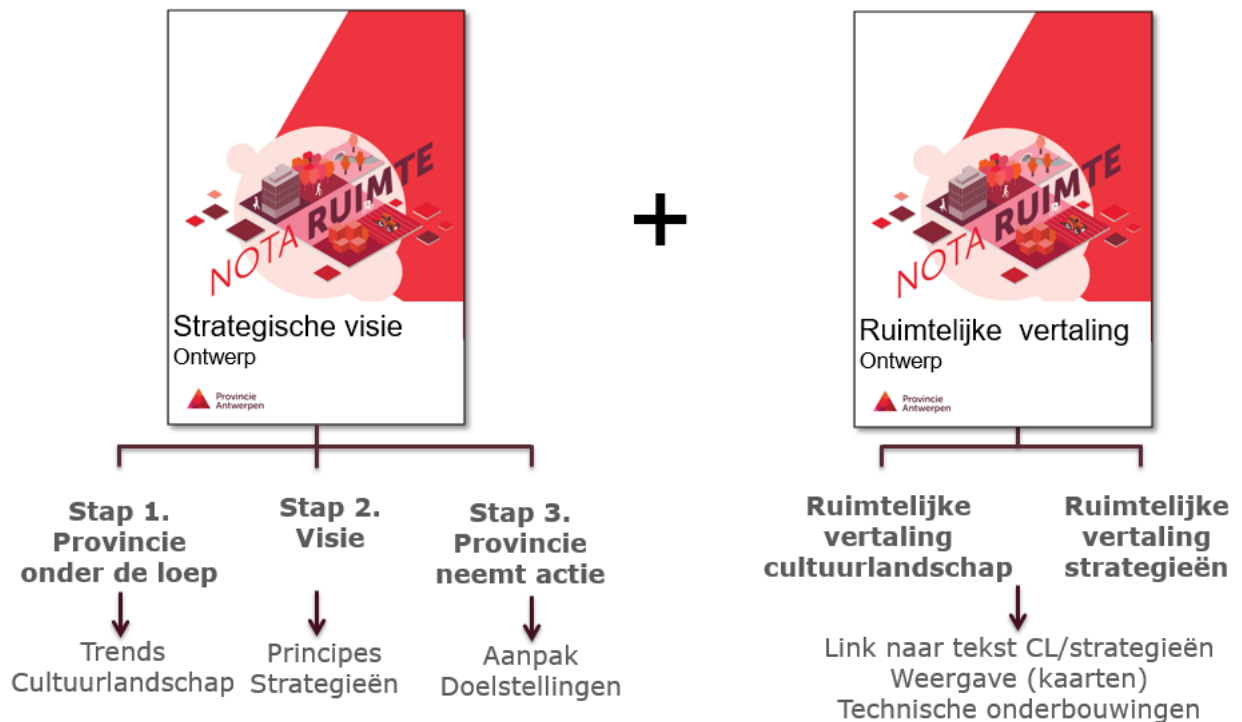 NOTA RUIMTE
Strategische visie
Ontwerp
Provincie
Antwerpen
+
NOTA RUIMTE
Ruimtelijke vertaling
Ontwerp
Provincie
Antwerpen
Stap 1.
Provincie
onder de loep
Trends
Cultuurlandschap
Stap 2.
Visie
Principes
Strategieën
Stap 3.
Provincie
neemt actie
Aanpak
Doelstellingen
Ruimtelijke
vertaling
cultuurlandschap
Ruimtelijke
vertaling
strategieën
Link naar tekst CL/strategieën
Weergave (kaarten)
Technische onderbouwingen